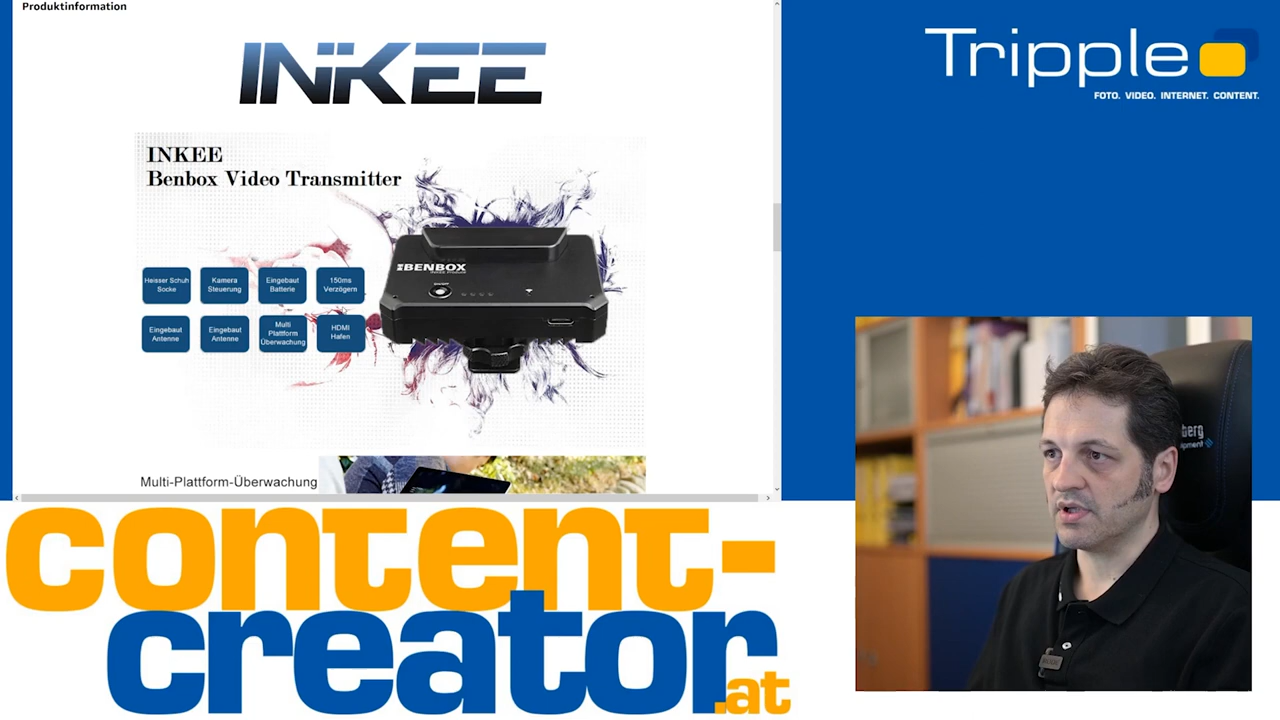 Produktinformation
INKEE
INKEE
Benbox Video Transmitter
Heisser Schuh
Socke
Kamera
Steuerung
Eingebaut
Batterie
150ms
Verzögern
Eingebaut
Antenne
Eingebaut
Antenne
Multi
Plattform
Überwachung
HDMI
Hafen
BENBOX
Multi-Plattform-Überwachung
Tripple
FOTO. VIDEO. INTERNET. CONTENT.
berg
content-
creator
.at